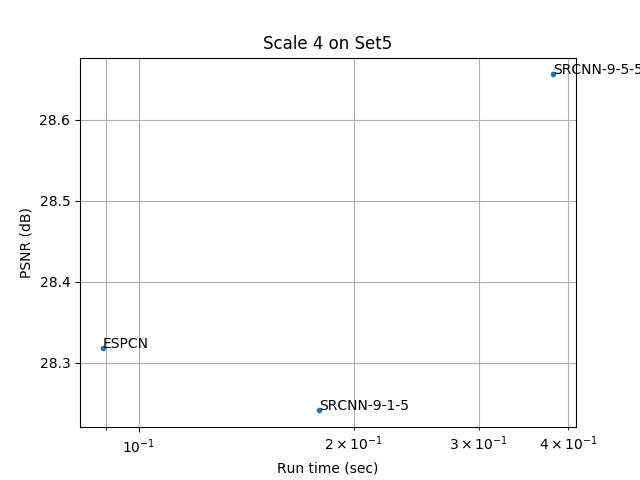 Scale 4 on Set5
SRCNN-9-5-5
28.6
28.5
PSNR (dB)
28.4
ESPCN
28.3
SRCNN-9-1-5
10⁻¹
2 × 10⁻¹
3 × 10⁻¹
4 × 10⁻¹
Run time (sec)